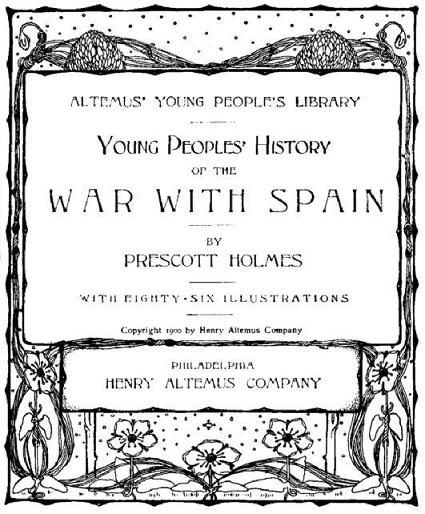 ALTEMUS' YOUNG PEOPLE'S LIBRARY
YOUNG PEOPLES' HISTORY
OF THE
WAR WITH SPAIN
BY
PRESCOTT HOLMES
WITH EIGHTY-SIX ILLUSTRATIONS
Copyright 1900 by Henry Altemus Company
PHILADELPHIA
HENRY ALTEMUS COMPANY